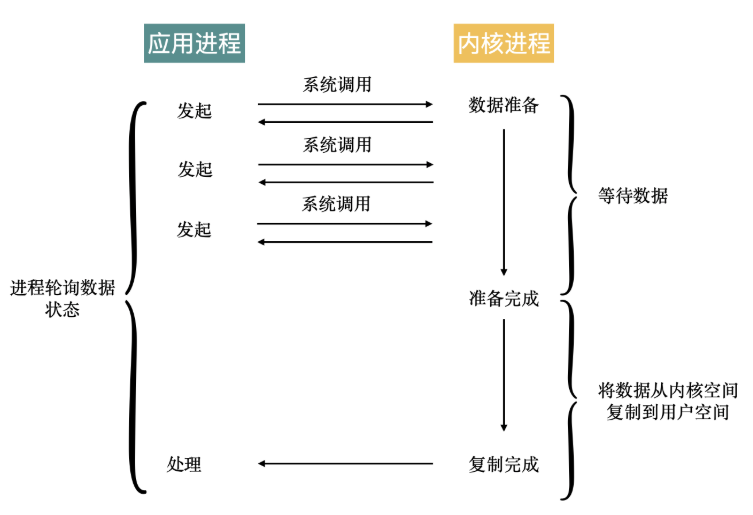 应用进程
内核进程
系统调用
发起
数据准备
系统调用
发起
等待数据
系统调用
发起
进程轮询数据
状态
准备完成
将数据从内核空间
复制到用户空间
处理
复制完成